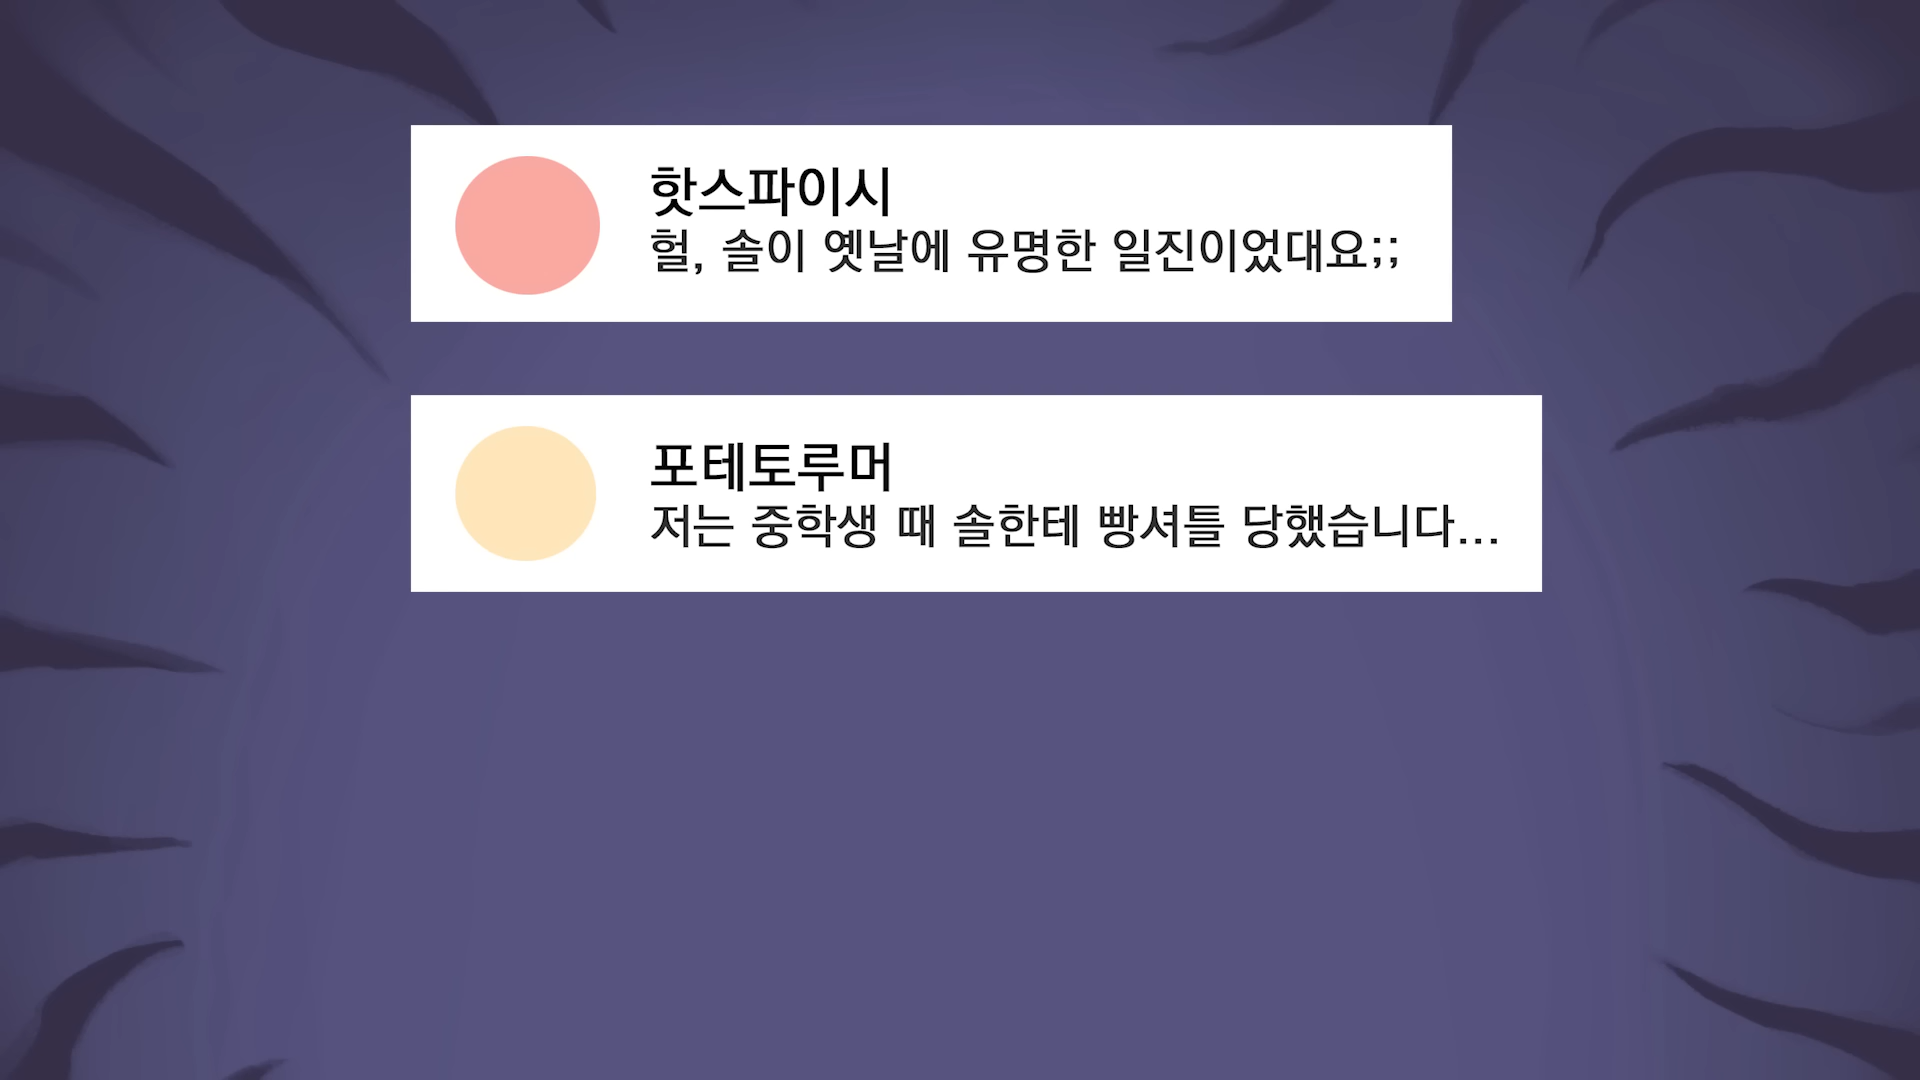 핫스파이시
헐, 솔이 옛날에 유명한 일진이었대요;;
포테토루머
저는 중학생 때 솔한테 빵셔틀 당했습니다...